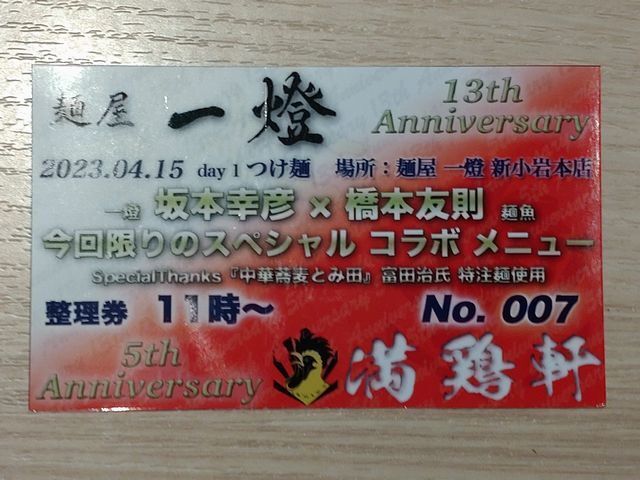 麺屋 一燈 13th Anniversary
2023.04.15 day 1 つけ麺 場所：麺屋 一燈 新小岩本店
一燈 坂本幸彦 × 橋本友則 麺魚
今回限りのスペシャル コラボ メニュー
SpecialThanks 『中華蕎麦とみ田』 富田治氏 特注麺使用
整理券 11時～ No. 007
5th Anniversary 満鶏軒